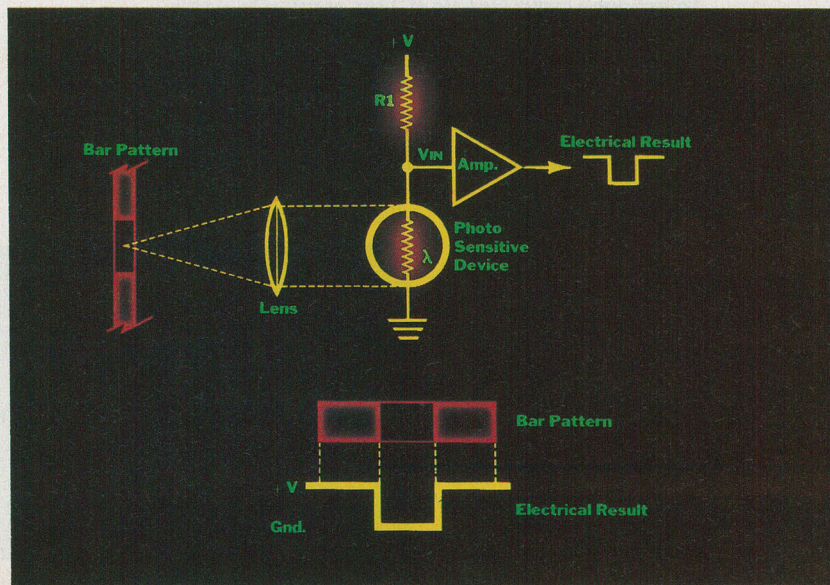 + V
R1
Bar Pattern
VIN
Amp.
Electrical Result
Photo
Sensitive
Device
λ
Lens
Bar Pattern
+ V
Electrical Result
Gnd.